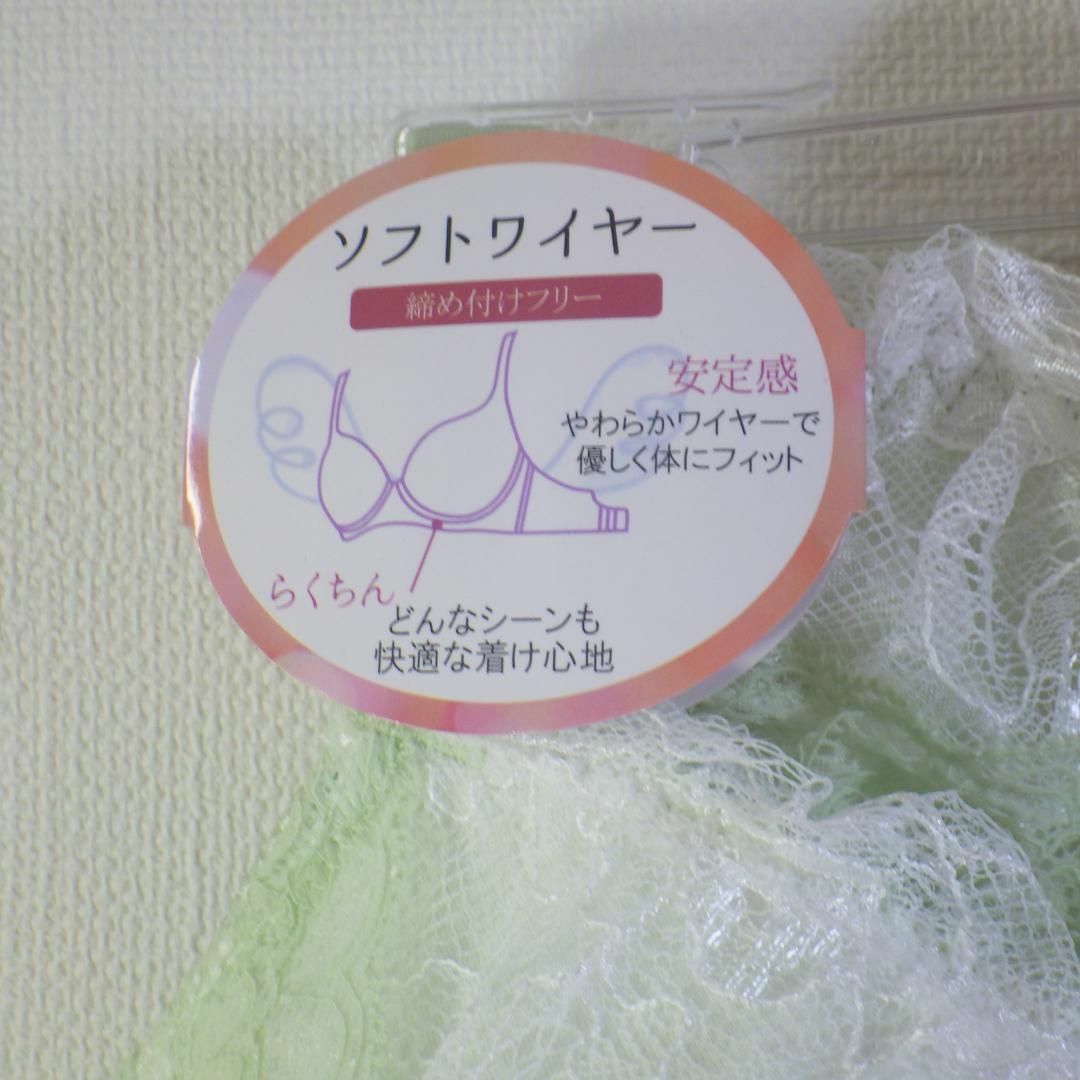 ソフトワイヤー
締め付けフリー
安定感
やわらかワイヤーで
優しく体にフィット
らくちん
どんなシーンも
快適な着け心地